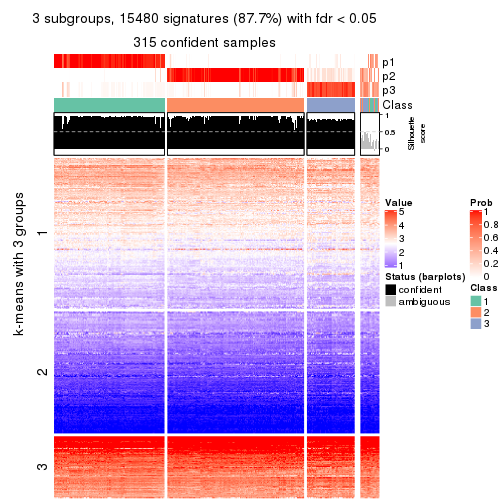 3 subgroups, 15480 signatures (87.7%) with fdr < 0.05
315 confident samples
p1
p2
p3
Class
1
0.5
0
Silhouette
score
k-means with 3 groups
1
2
3
Value
5
4
3
2
1
Status (barplots)
confident
ambiguous
Prob
1
0.8
0.6
0.4
0.2
0
Class
1
2
3